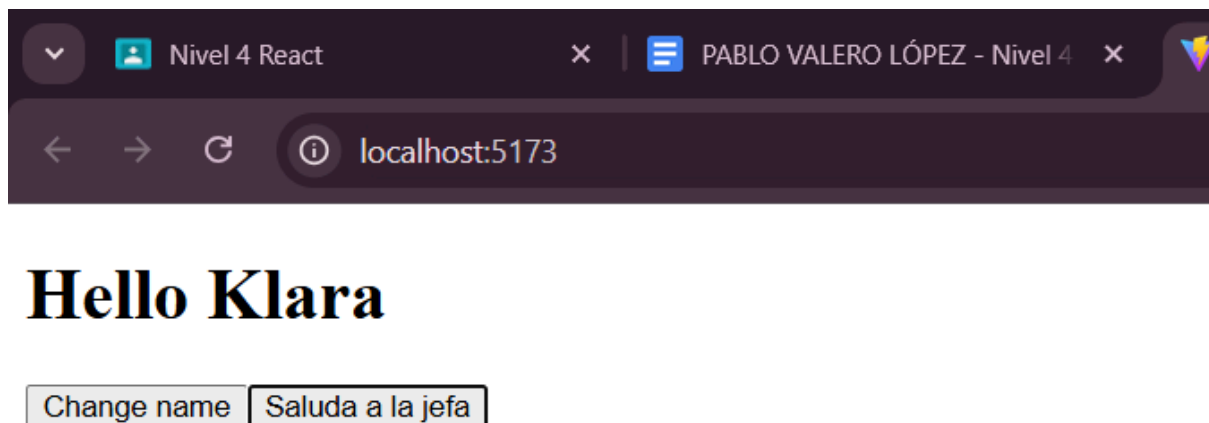 Nivel 4 React
PABLO VALERO LÓPEZ - Nivel 4
localhost:5173
Hello Klara
Change name
Saluda a la jefa